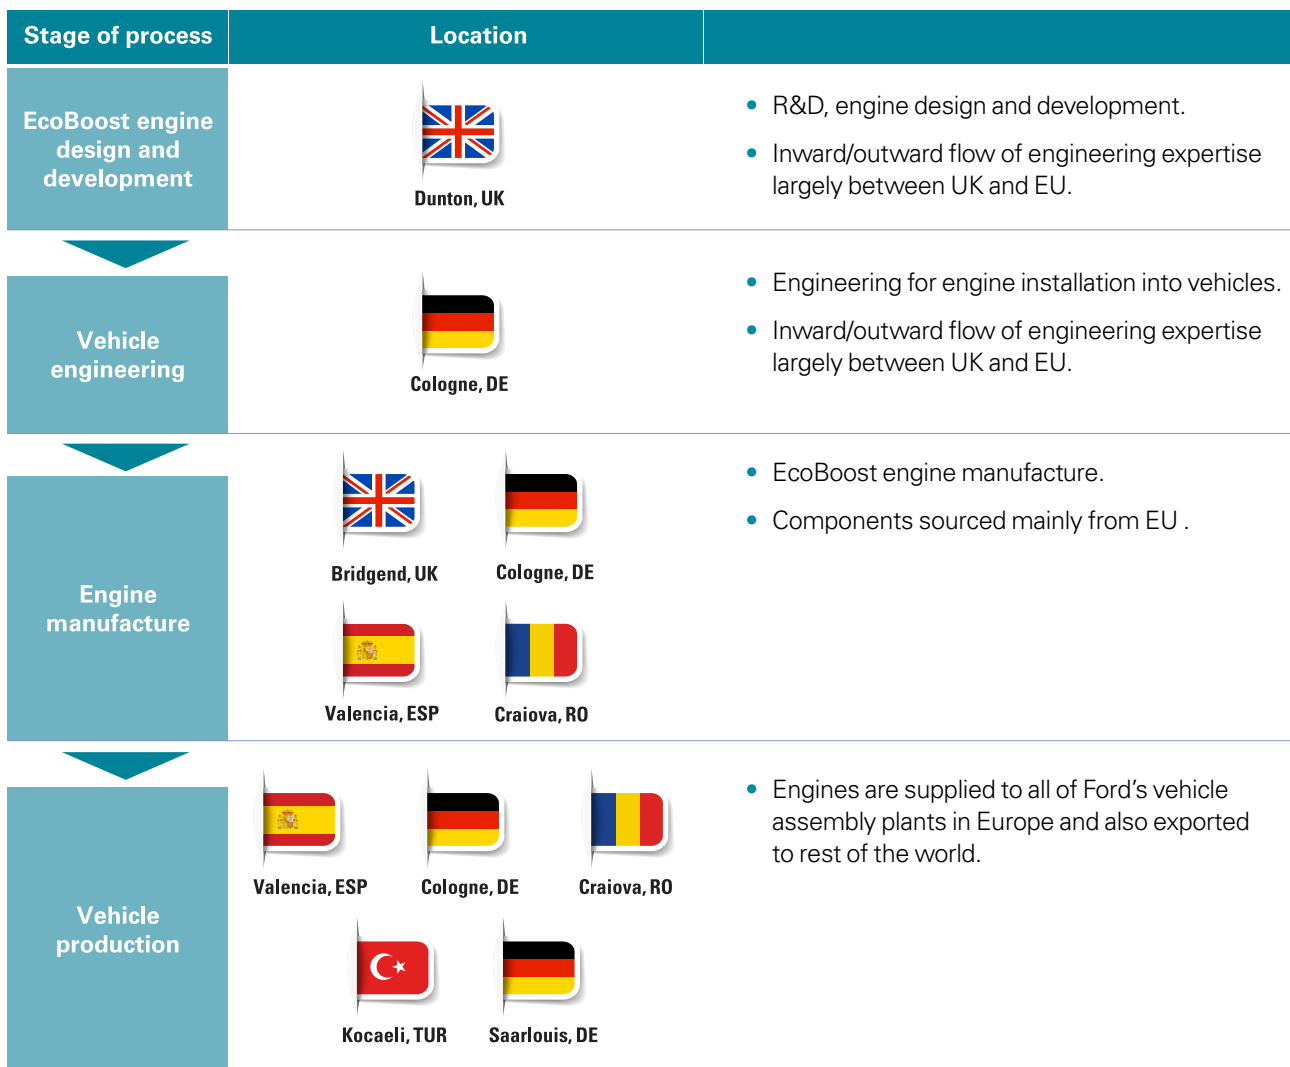 Stage of process
Location
EcoBoost engine
design and
development
Dunton, UK
• R&D, engine design and development.
• Inward/outward flow of engineering expertise
largely between UK and EU.
Vehicle
engineering
Cologne, DE
• Engineering for engine installation into vehicles.
• Inward/outward flow of engineering expertise
largely between UK and EU.
Engine
manufacture
Bridgend, UK
Cologne, DE
Valencia, ESP
Craiova, RO
• EcoBoost engine manufacture.
• Components sourced mainly from EU .
Vehicle
production
Valencia, ESP
Cologne, DE
Craiova, RO
Kocaeli, TUR
Saarlouis, DE
• Engines are supplied to all of Ford’s vehicle
assembly plants in Europe and also exported
to rest of the world.